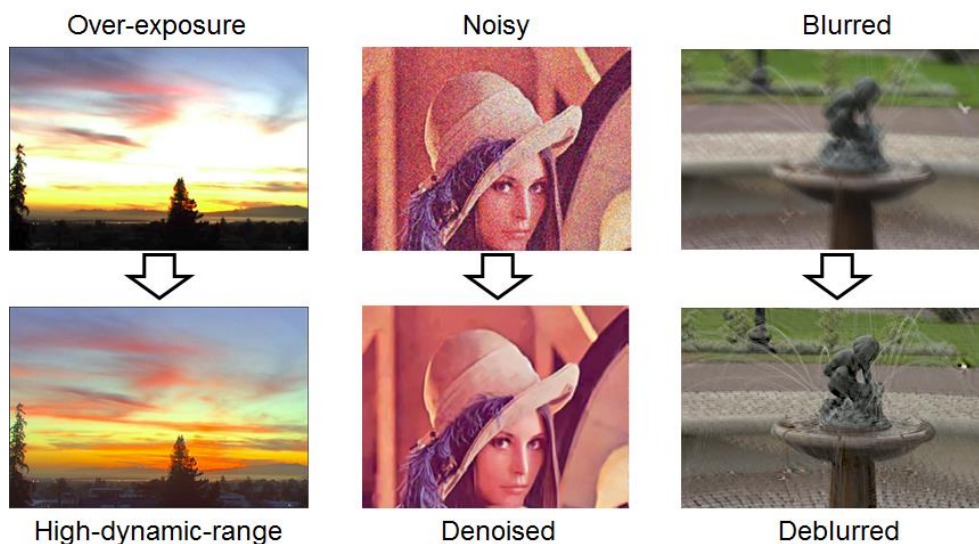 Over-exposure
Noisy
Blurred
High-dynamic-range
Denoised
Deblurred